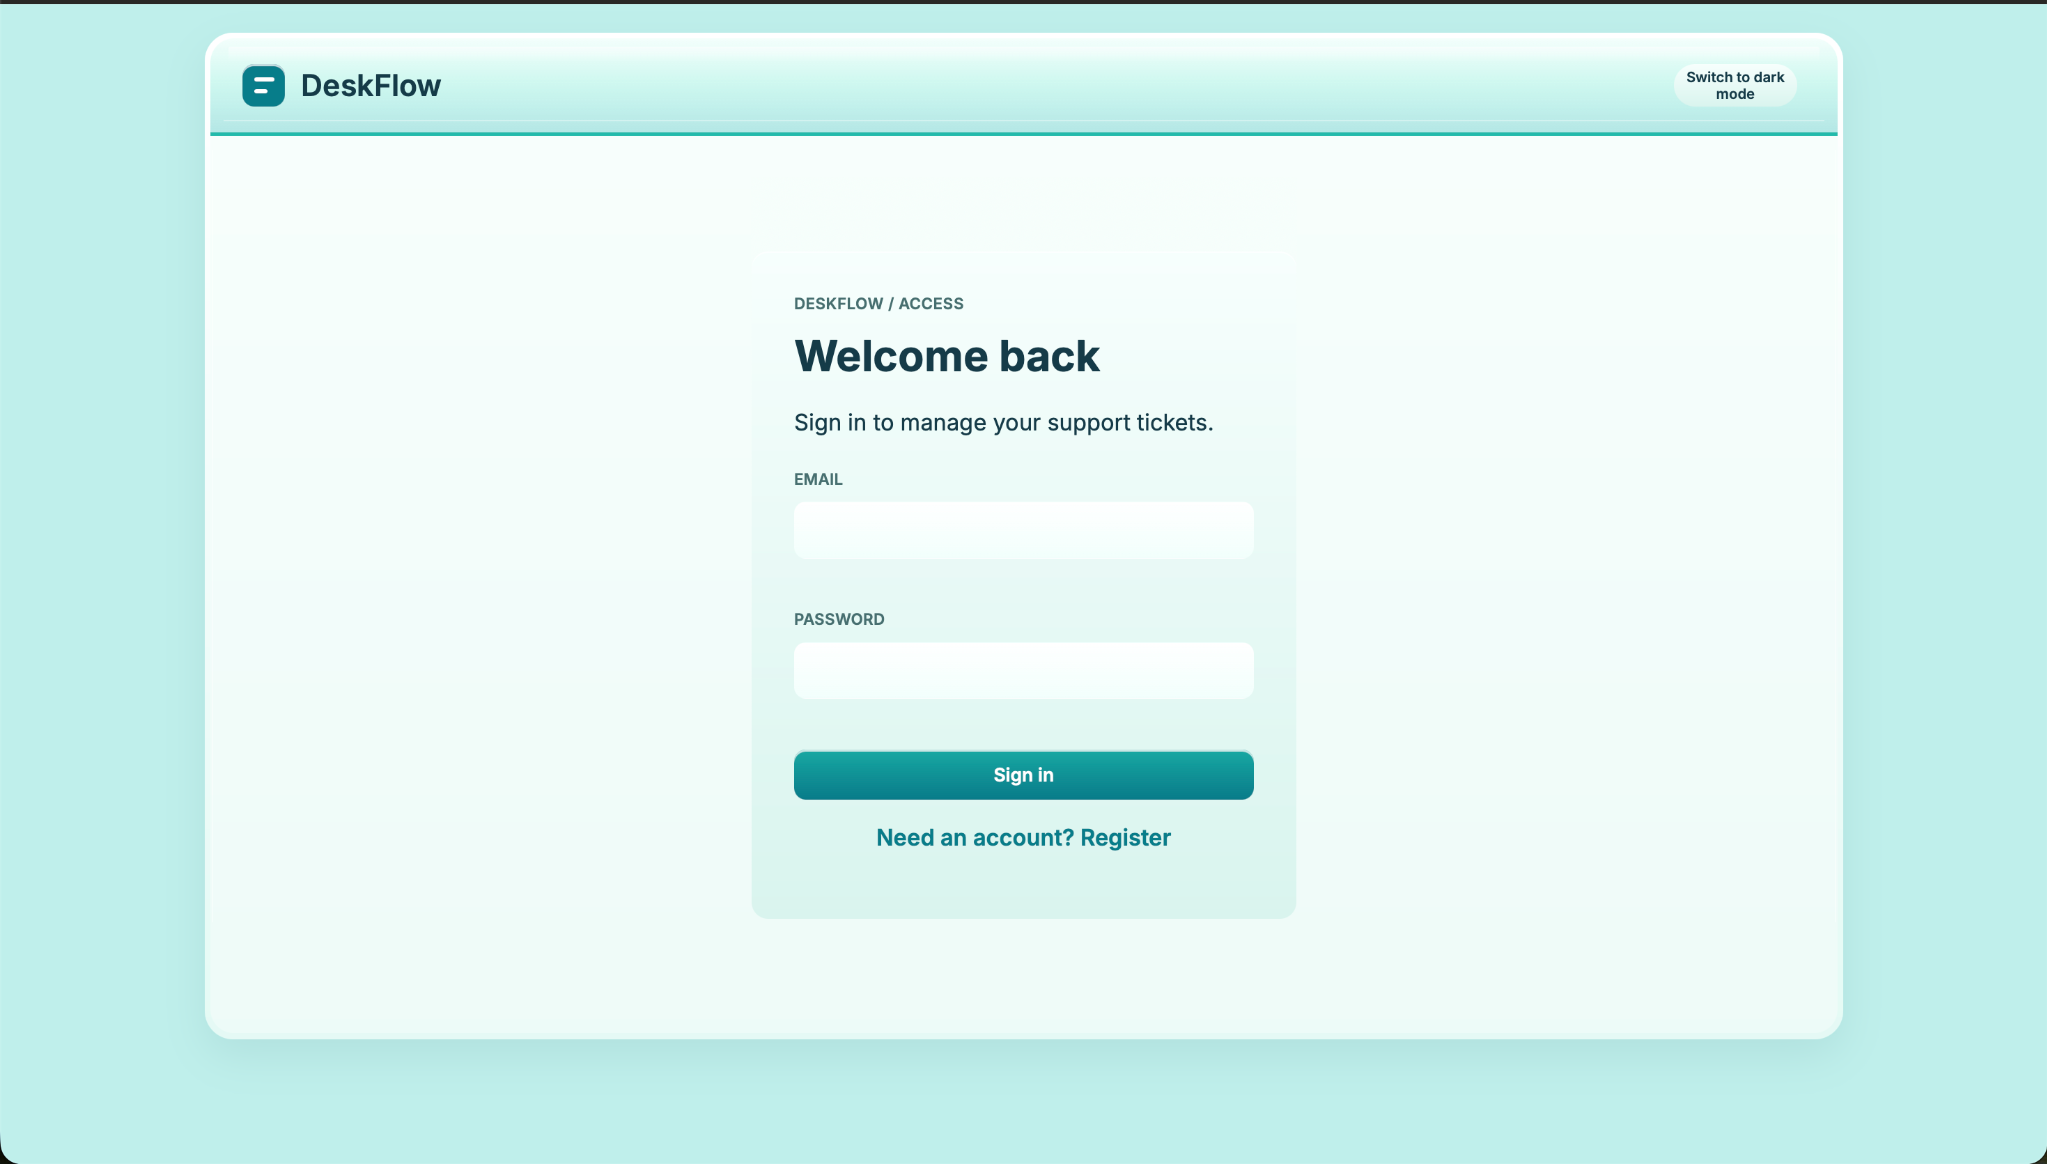 DeskFlow
Switch to dark
mode
DESKFLOW / ACCESS
Welcome back
Sign in to manage your support tickets.
EMAIL
PASSWORD
Sign in
Need an account? Register